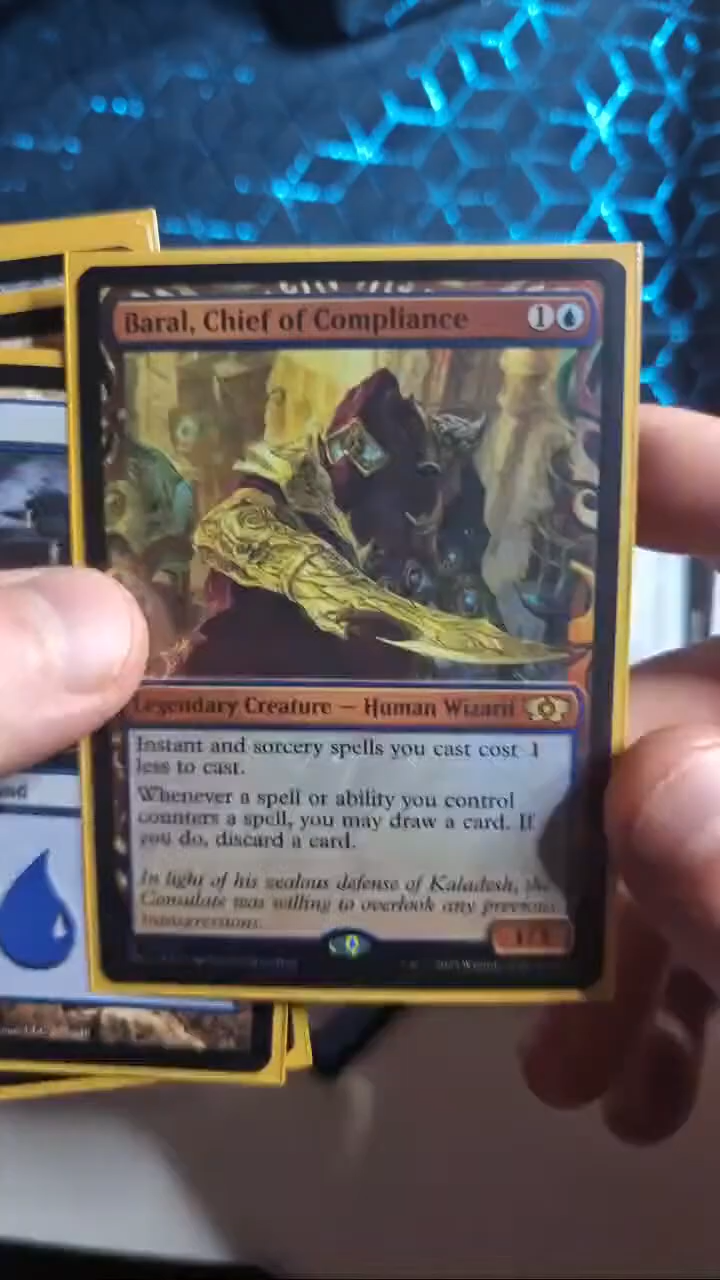 Baral, Chief of Compliance 1
Legendary Creature — Human Wizard
Instant and sorcery spells you cast cost 1
less to cast.
Whenever a spell or ability you control
counters a spell, you may draw a card. If
you do, discard a card.
In light of his zealous defense of Kaladesh, the
Consulate was willing to overlook any previous
transgressions.